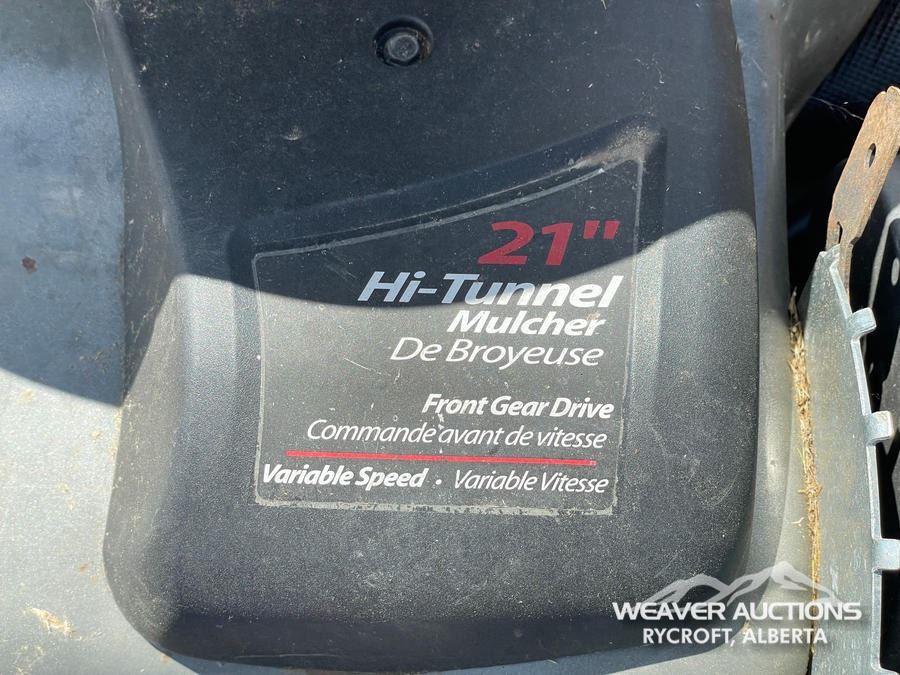 21"
Hi-Tunnel
Mulcher
De Broyeuse
Front Gear Drive
Commande avant de vitesse
Variable Speed • Variable Vitesse
WEAVER AUCTIONS
RYCROFT, ALBERTA